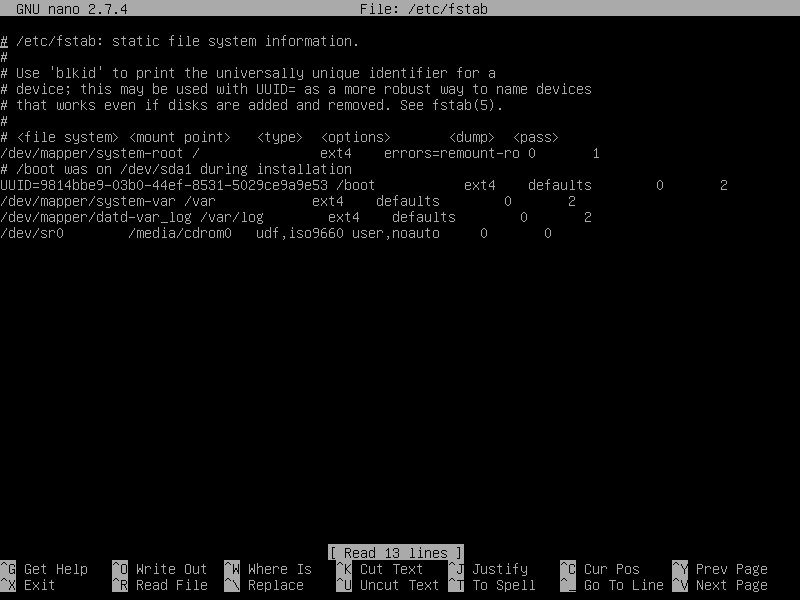 GNU nano 2.7.4 File: /etc/fstab
# /etc/fstab: static file system information.
#
# Use 'blkid' to print the universally unique identifier for a
# device; this may be used with UUID= as a more robust way to name devices
# that works even if disks are added and removed. See fstab(5).
#
# <file system> <mount point> <type> <options> <dump> <pass>
/dev/mapper/system-root / ext4 errors=remount-ro 0 1
# /boot was on /dev/sda1 during installation
UUID=9814bbe9-03b0-44ef-8531-5029ce9a9e53 /boot ext4 defaults 0 2
/dev/mapper/system-var /var ext4 defaults 0 2
/dev/mapper/datd-var_log /var/log ext4 defaults 0 2
/dev/sr0 /media/cdrom0 udf,iso9660 user,noauto 0 0
[ Read 13 lines ]
^G Get Help ^O Write Out ^W Where Is ^K Cut Text ^J Justify ^C Cur Pos ^Y Prev Page
^X Exit ^R Read File ^\ Replace ^U Uncut Text ^T To Spell ^_ Go To Line ^V Next Page